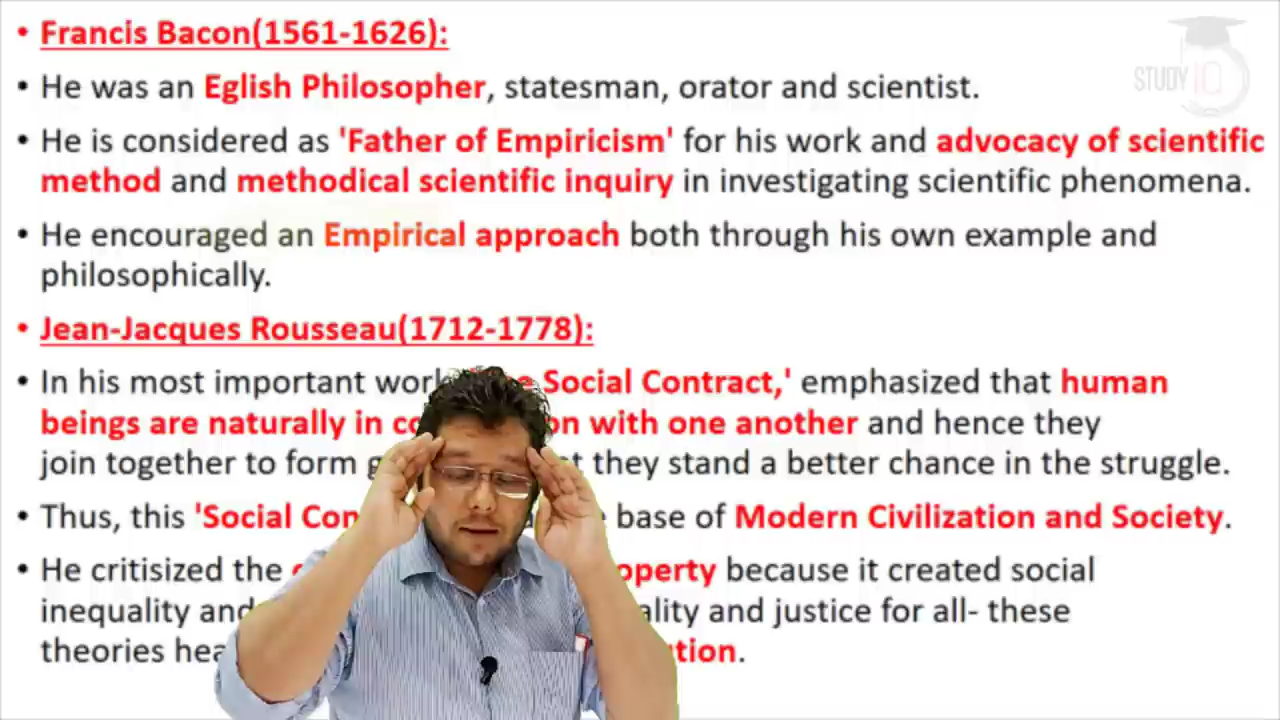 • Francis Bacon(1561-1626):
STUDY IQ
• He was an Eglish Philosopher, statesman, orator and scientist.
• He is considered as 'Father of Empiricism' for his work and advocacy of scientific
method and methodical scientific inquiry in investigating scientific phenomena.
• He encouraged an Empirical approach both through his own example and
philosophically.
• Jean-Jacques Rousseau(1712-1778):
• In his most important work Social Contract,' emphasized that human
beings are naturally in with one another and hence they
join together to form they stand a better chance in the struggle.
• Thus, this 'Social base of Modern Civilization and Society.
• He critisized the because it created social
inequality and and justice for all- these
theories